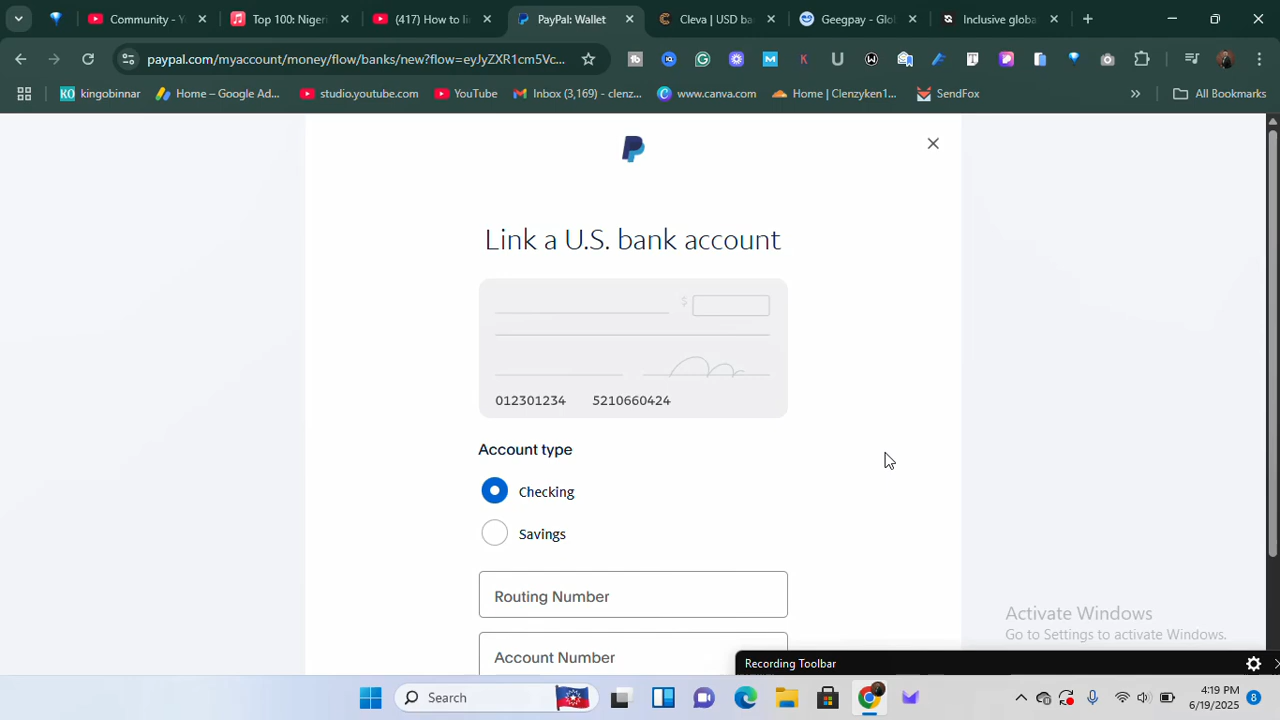 Community - Y
Top 100: Nigeri
(417) How to li
PayPal: Wallet
Cleva | USD ba
Geegpay - Glo
Inclusive globa
paypal.com/myaccount/money/flow/banks/new?flow=eyJyZXR1cm5Vc...
kingobinnar
Home – Google Ad...
studio.youtube.com
YouTube
Inbox (3,169) - clenz...
www.canva.com
Home | Clenzyken1...
SendFox
All Bookmarks
Link a U.S. bank account
$
012301234 5210660424
Account type
Checking
Savings
Routing Number
Account Number
Activate Windows
Go to Settings to activate Windows.
Recording Toolbar
Search
4:19 PM
6/19/2025
8